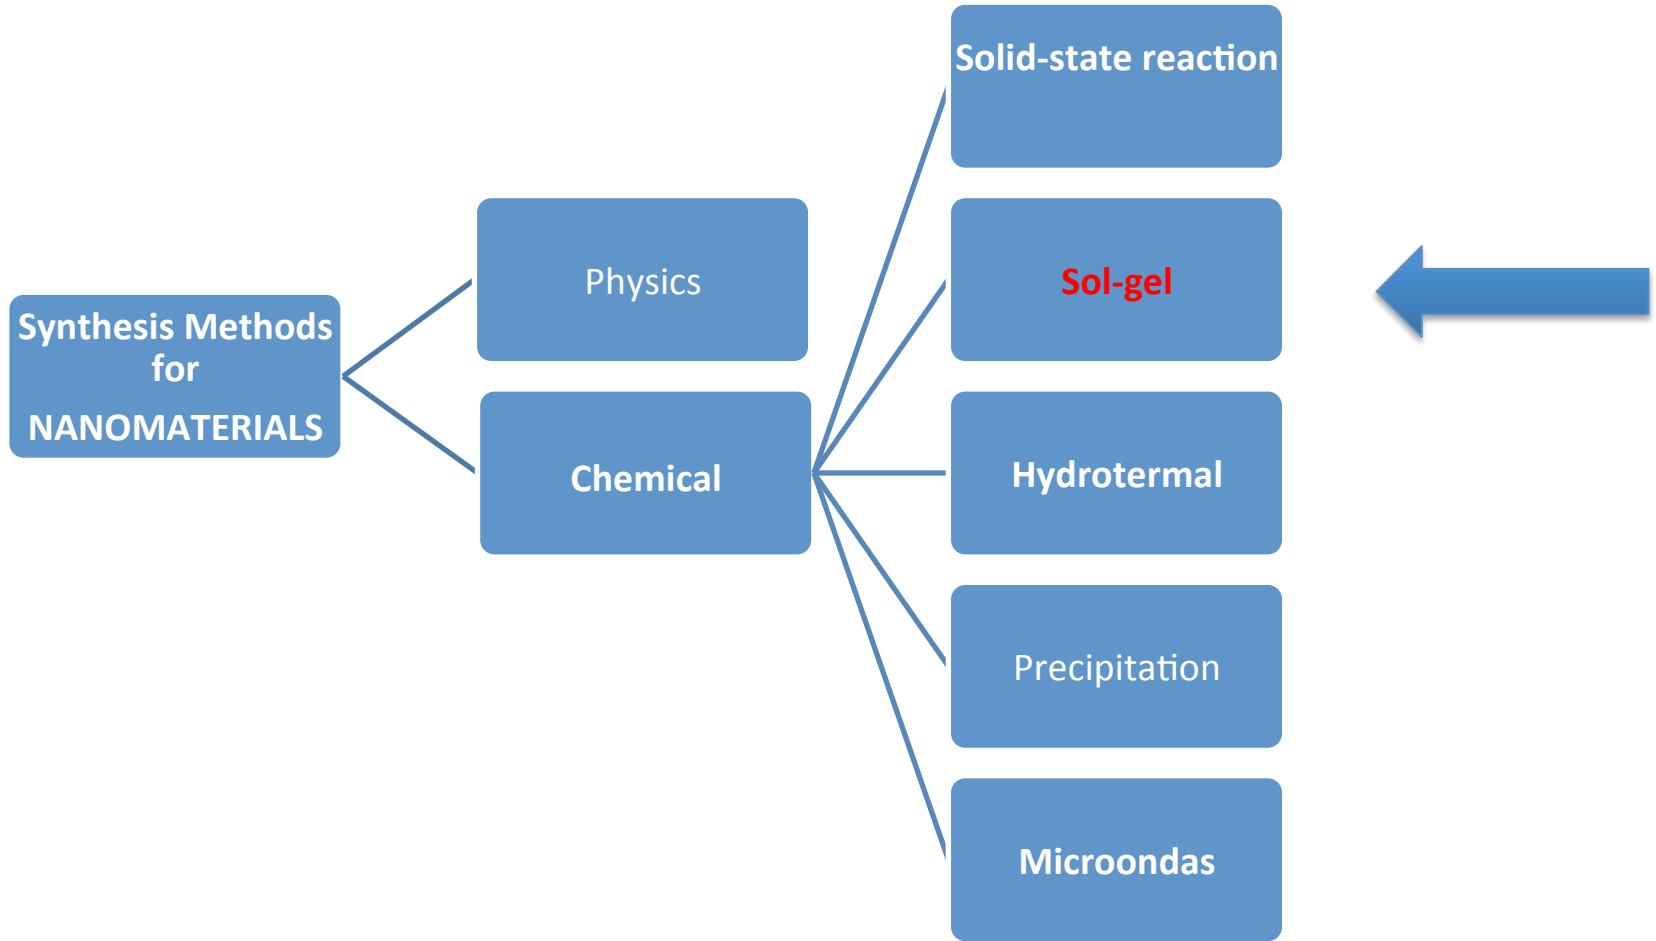 Synthesis Methods
for
NANOMATERIALS
Physics
Chemical
Solid-state reaction
Sol-gel
Hydrotermal
Precipitation
Microondas